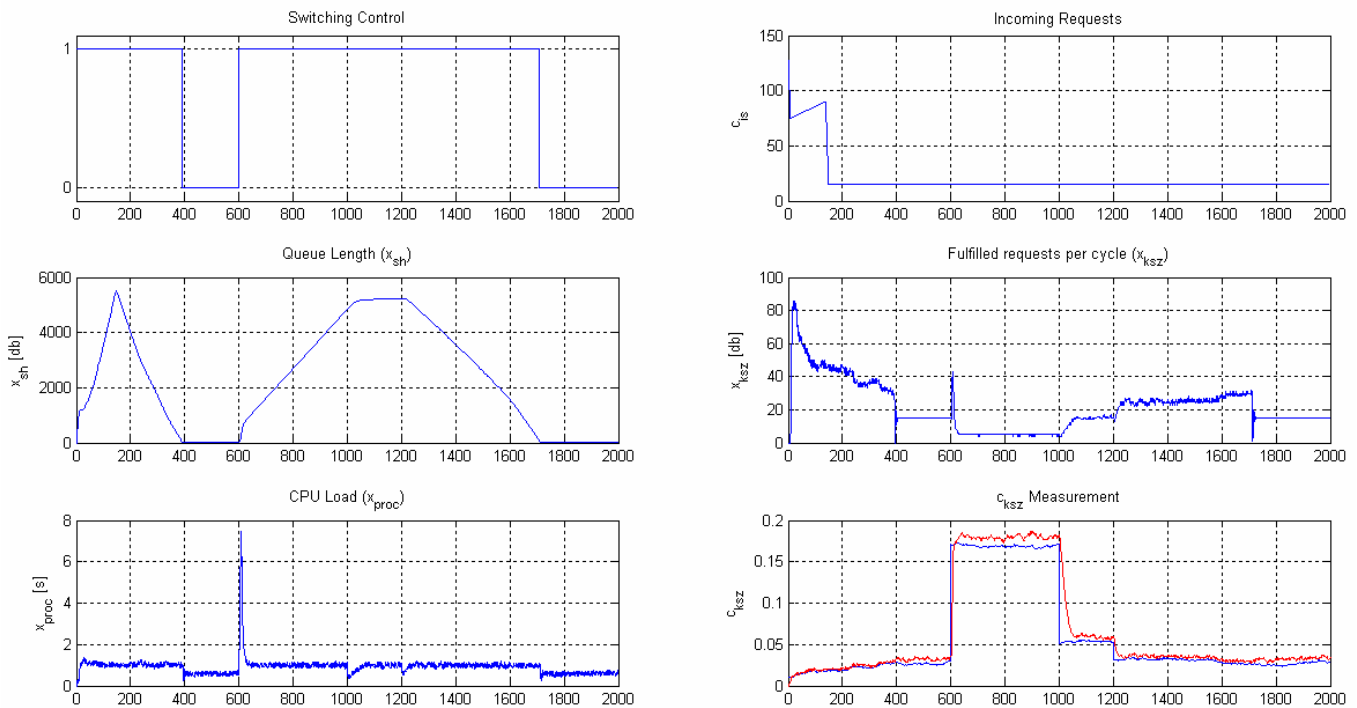 Switching Control
1
0
0 200 400 600 800 1000 1200 1400 1600 1800 2000
Incoming Requests
c_is
150
100
50
0
0 200 400 600 800 1000 1200 1400 1600 1800 2000
Queue Length (x_sh)
x_sh [db]
6000
4000
2000
0
0 200 400 600 800 1000 1200 1400 1600 1800 2000
Fulfilled requests per cycle (x_ksz)
x_ksz [db]
100
80
60
40
20
0
0 200 400 600 800 1000 1200 1400 1600 1800 2000
CPU Load (x_proc)
x_proc [s]
8
6
4
2
0
0 200 400 600 800 1000 1200 1400 1600 1800 2000
c_ksz Measurement
c_ksz
0.2
0.15
0.1
0.05
0
0 200 400 600 800 1000 1200 1400 1600 1800 2000